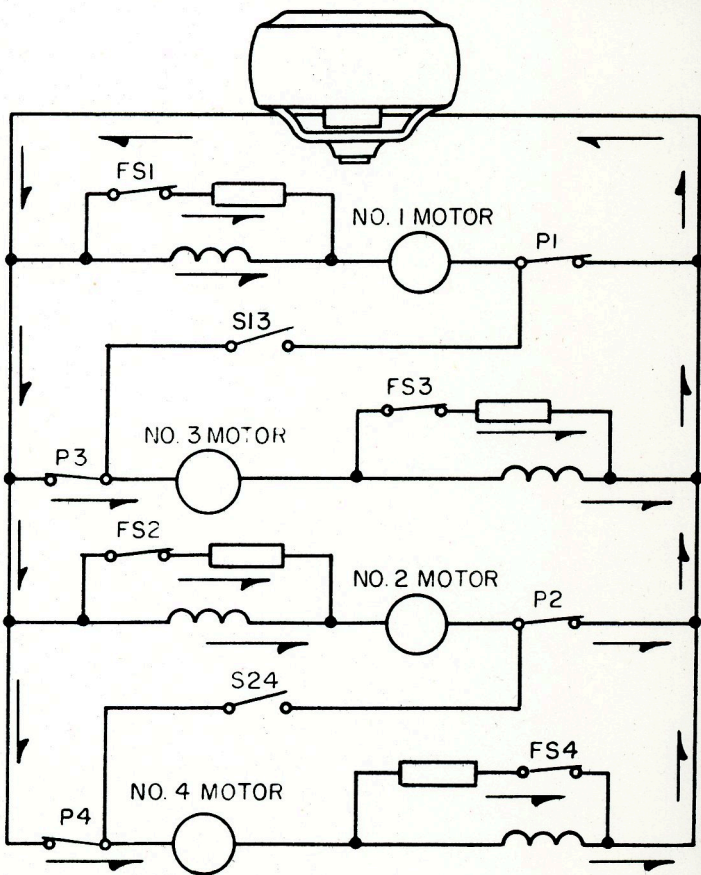 FS1
NO. 1 MOTOR
P1
S13
FS3
NO. 3 MOTOR
P3
FS2
NO. 2 MOTOR
P2
S24
FS4
NO. 4 MOTOR
P4